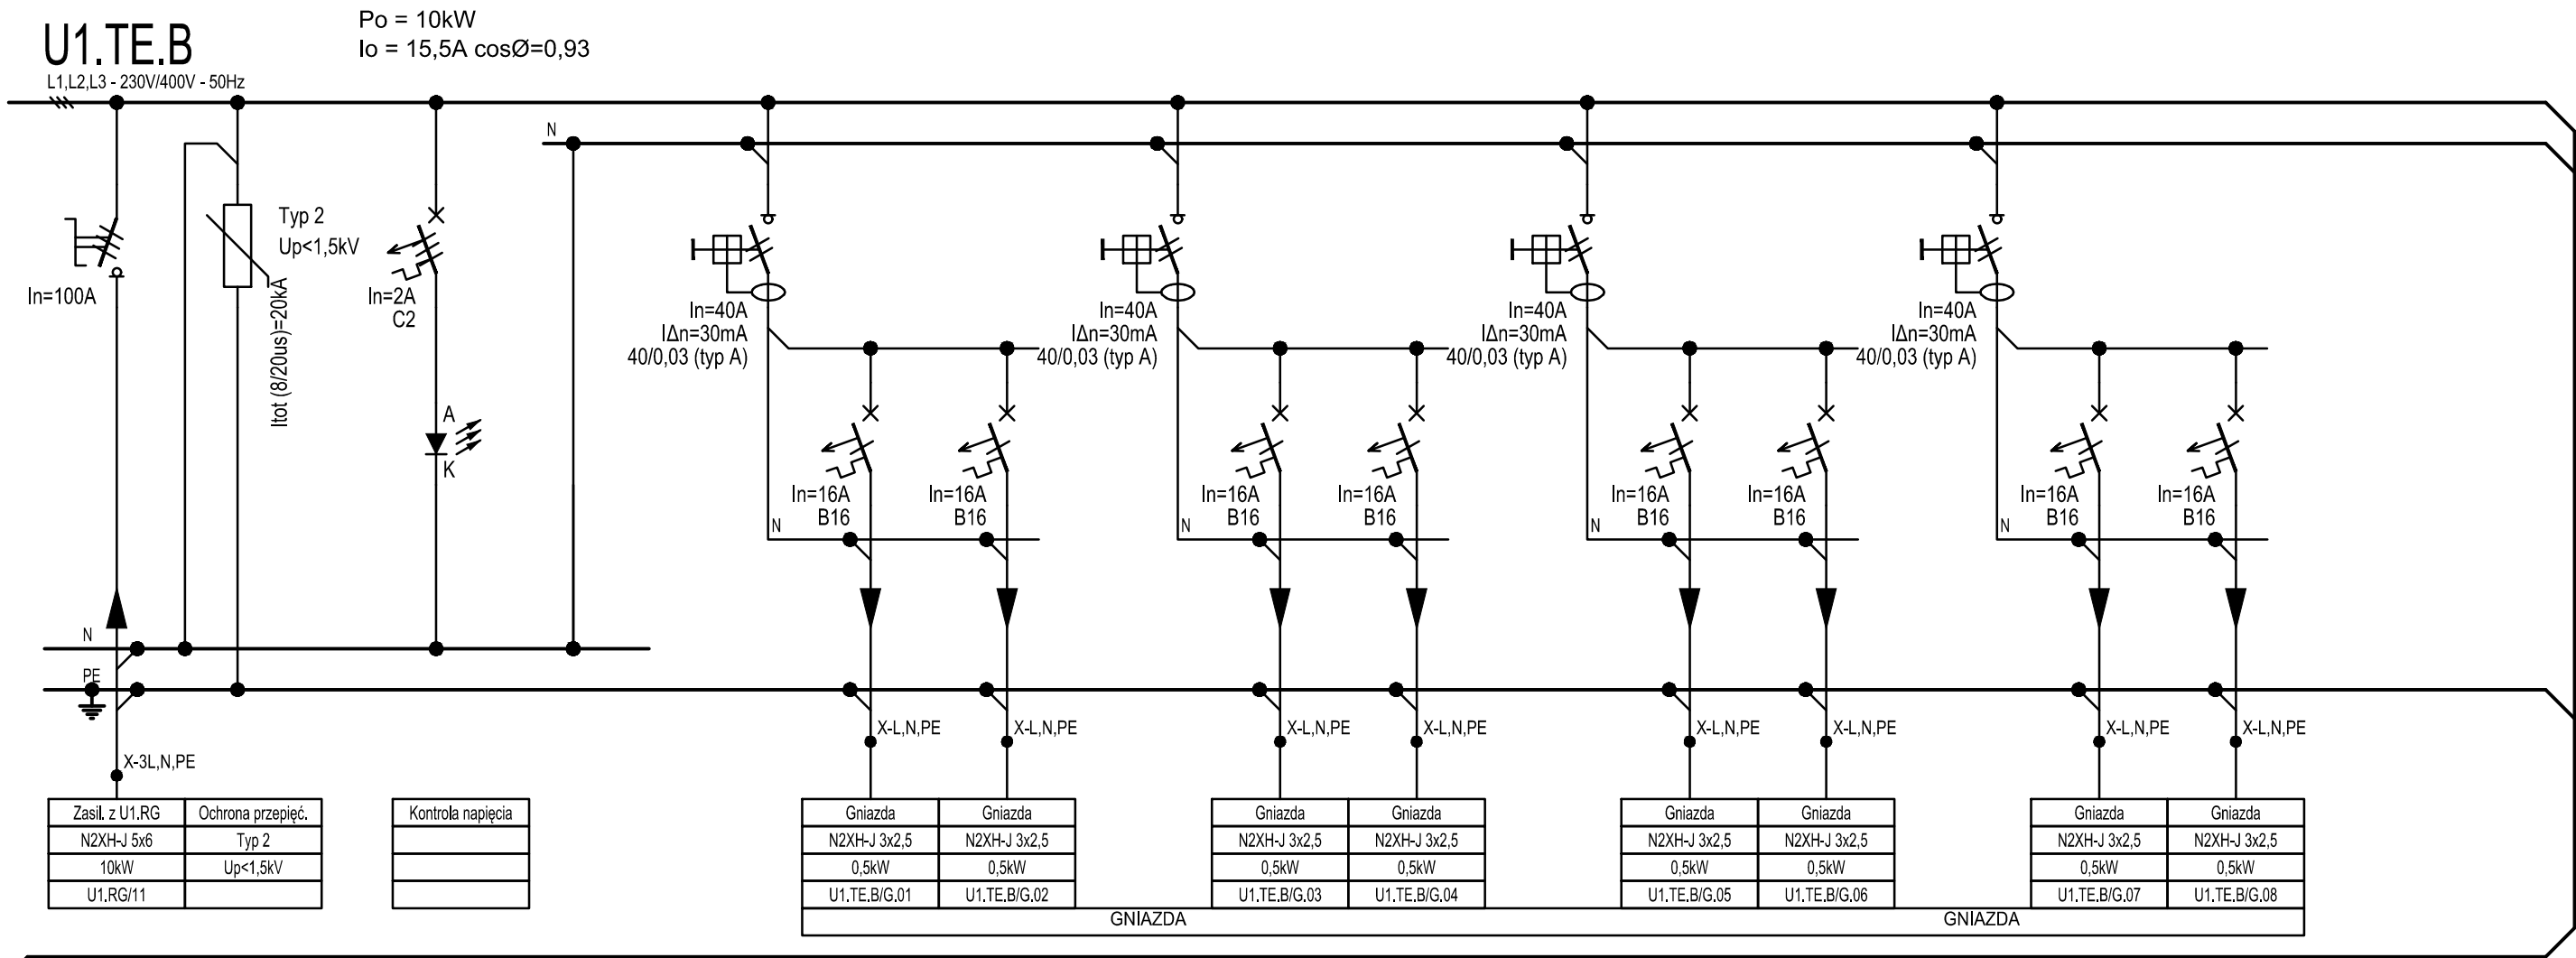 U1.TE.B
Po = 10kW
Io = 15,5A cosØ=0,93
L1,L2,L3 - 230V/400V - 50Hz
N
In=100A
Typ 2
Up<1,5kV
Itot (8/20us)=20kA
In=2A
C2
A
K
In=40A
IΔn=30mA
40/0,03 (typ A)
In=40A
IΔn=30mA
40/0,03 (typ A)
In=40A
IΔn=30mA
40/0,03 (typ A)
In=40A
IΔn=30mA
40/0,03 (typ A)
In=16A
B16
In=16A
B16
In=16A
B16
In=16A
B16
In=16A
B16
In=16A
B16
In=16A
B16
In=16A
B16
N
N
N
N
N
PE
X-3L,N,PE
X-L,N,PE
X-L,N,PE
X-L,N,PE
X-L,N,PE
X-L,N,PE
X-L,N,PE
X-L,N,PE
X-L,N,PE
Zasil. z U1.RG
N2XH-J 5x6
10kW
U1.RG/11
Ochrona przepięć.
Typ 2
Up<1,5kV
Kontrola napięcia
Gniazda
N2XH-J 3x2,5
0,5kW
U1.TE.B/G.01
Gniazda
N2XH-J 3x2,5
0,5kW
U1.TE.B/G.02
Gniazda
N2XH-J 3x2,5
0,5kW
U1.TE.B/G.03
Gniazda
N2XH-J 3x2,5
0,5kW
U1.TE.B/G.04
Gniazda
N2XH-J 3x2,5
0,5kW
U1.TE.B/G.05
Gniazda
N2XH-J 3x2,5
0,5kW
U1.TE.B/G.06
Gniazda
N2XH-J 3x2,5
0,5kW
U1.TE.B/G.07
Gniazda
N2XH-J 3x2,5
0,5kW
U1.TE.B/G.08
GNIAZDA
GNIAZDA